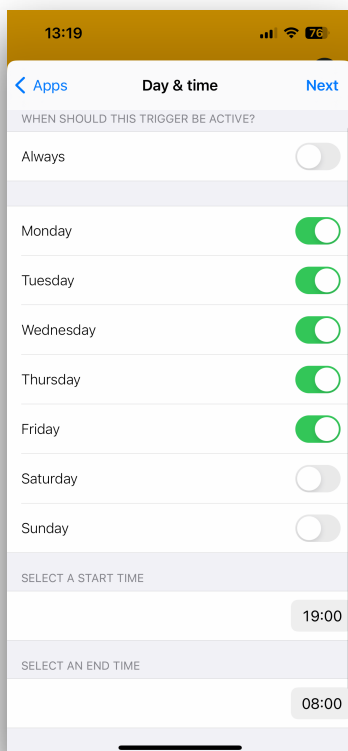 13:19
76
Apps
Day & time
Next
WHEN SHOULD THIS TRIGGER BE ACTIVE?
Always
Monday
Tuesday
Wednesday
Thursday
Friday
Saturday
Sunday
SELECT A START TIME
19:00
SELECT AN END TIME
08:00